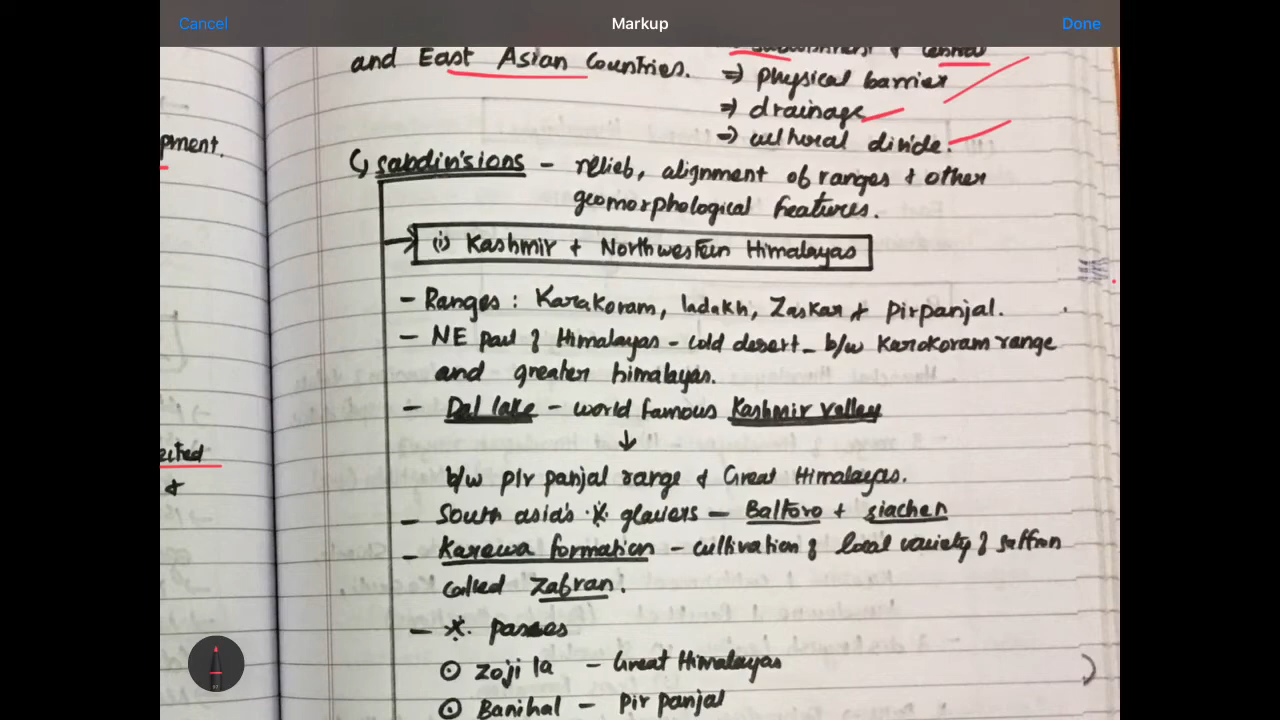 Cancel
Markup
Done
and East Asian Countries.
⇒ physical barrier
⇒ drainage
⇒ cultural divide.
pment.
↳ subdivisions - relief, alignment of ranges & other
geomorphological features.
(i) Kashmir + Northwestern Himalayas
- Ranges : Karakoram, ladakh, Zaskar & Pirpanjal.
- NE part of Himalayas - cold desert - b/w Karokoram range
and greater himalayas.
- Dal lake - world famous Kashmir valley
↓
cited
&
b/w pir panjal range & Great Himalayas.
- South asia's * glaciers - Baltoro + siachen
- Karewa formation - cultivation of local variety of saffron
called Zafran.
- * passes
⊙ Zoji la - Great Himalayas
⊙ Banihal - Pir panjal